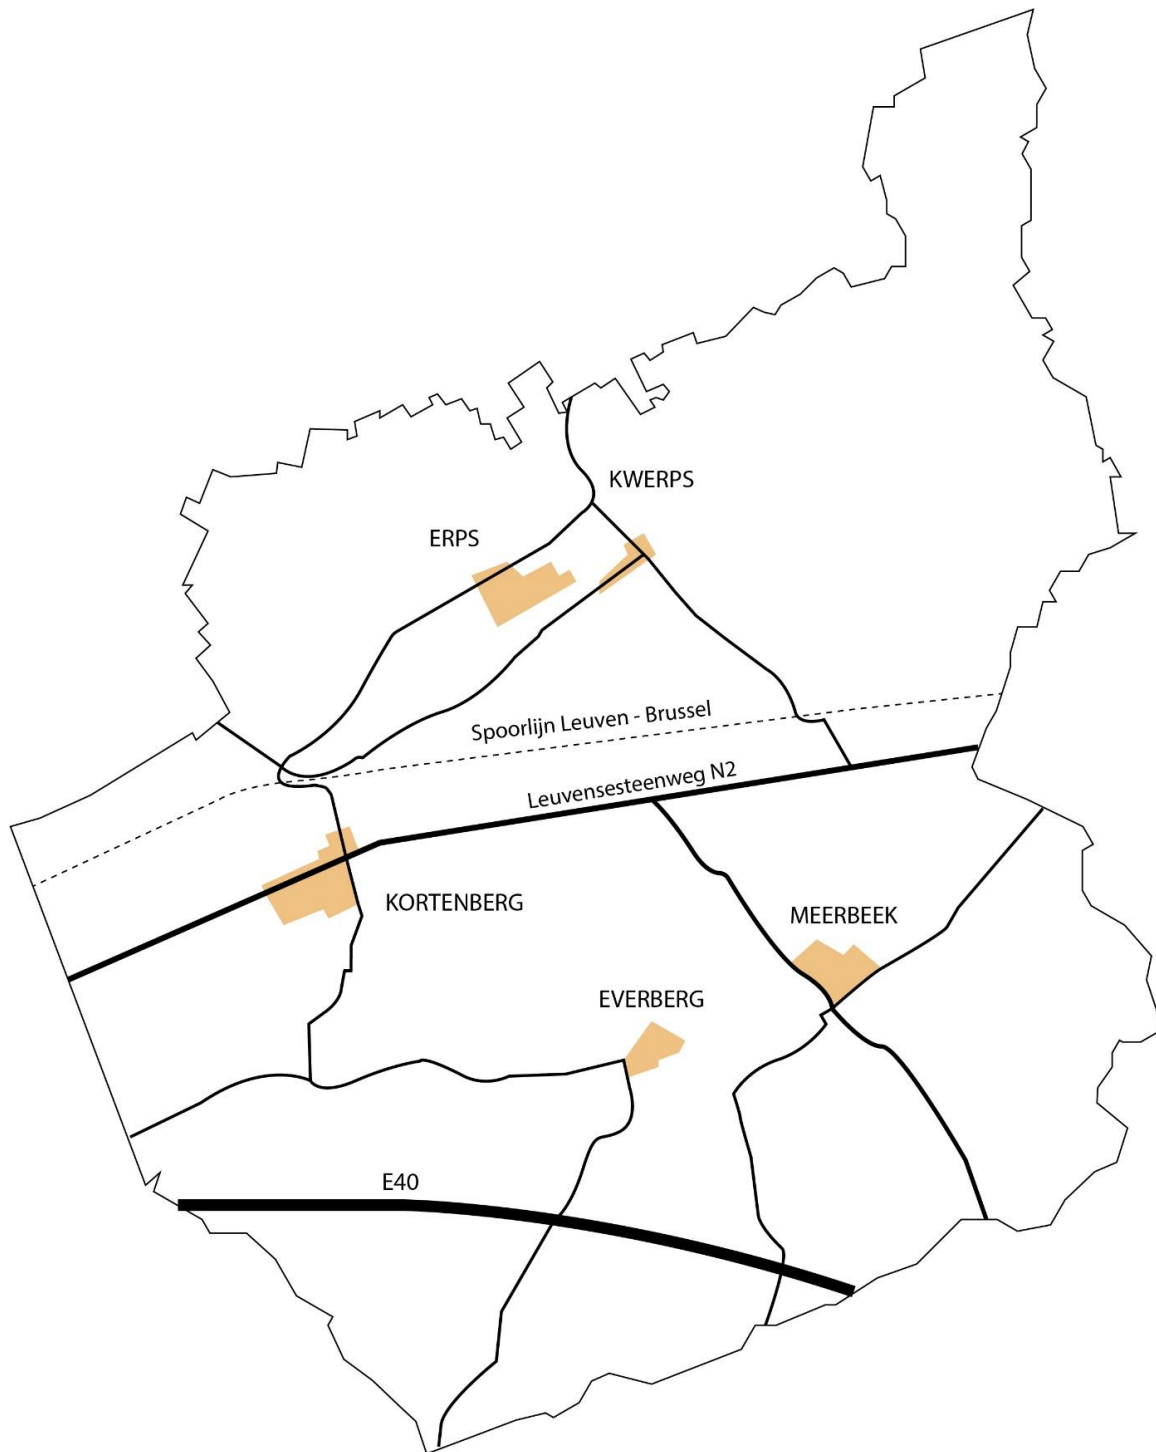 KWERPS
ERPS
Spoorlijn Leuven - Brussel
Leuvensesteenweg N2
KORTENBERG
MEERBEEK
EVERBERG
E40